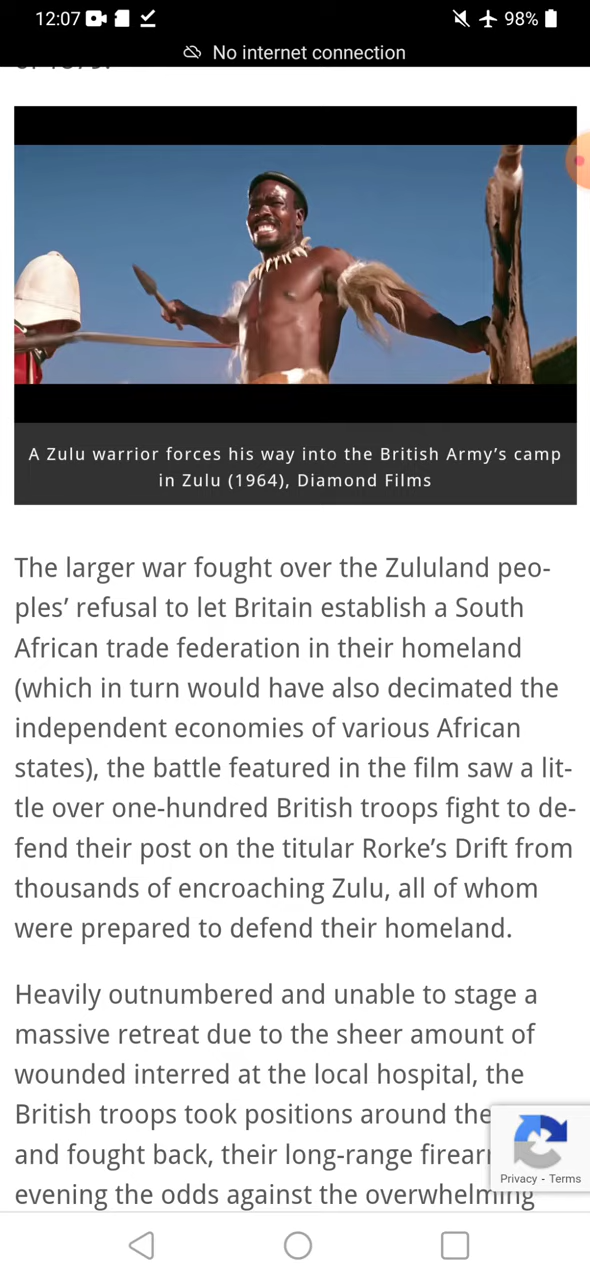 12:07
98%
No internet connection
A Zulu warrior forces his way into the British Army’s camp
in Zulu (1964), Diamond Films
The larger war fought over the Zululand peo-
ples’ refusal to let Britain establish a South
African trade federation in their homeland
(which in turn would have also decimated the
independent economies of various African
states), the battle featured in the film saw a lit-
tle over one-hundred British troops fight to de-
fend their post on the titular Rorke’s Drift from
thousands of encroaching Zulu, all of whom
were prepared to defend their homeland.
Heavily outnumbered and unable to stage a
massive retreat due to the sheer amount of
wounded interred at the local hospital, the
British troops took positions around the
and fought back, their long-range
evening the odds against the overwhelming
Privacy - Terms